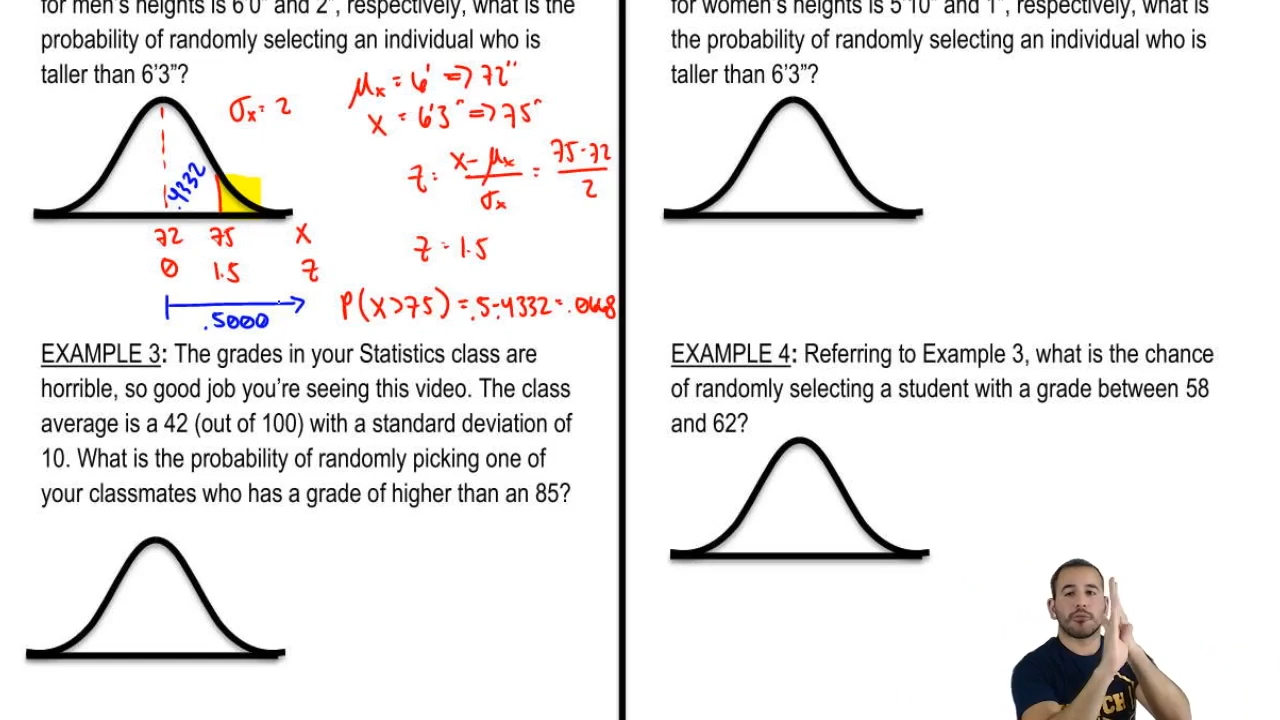 for men's heights is 6'0" and 2", respectively, what is the
probability of randomly selecting an individual who is
taller than 6'3"?
μx = 6' => 72"
σx = 2
x = 6'3" => 75"
z = x - μx / σx = 75-72 / 2
.4332
72 75 x
z = 1.5
0 1.5 z
P(x>75) = .5-.4332 = .0668
.5000
for women's heights is 5'10" and 1", respectively, what is
the probability of randomly selecting an individual who is
taller than 6'3"?
EXAMPLE 3: The grades in your Statistics class are
horrible, so good job you're seeing this video. The class
average is a 42 (out of 100) with a standard deviation of
10. What is the probability of randomly picking one of
your classmates who has a grade of higher than an 85?
EXAMPLE 4: Referring to Example 3, what is the chance
of randomly selecting a student with a grade between 58
and 62?
CH